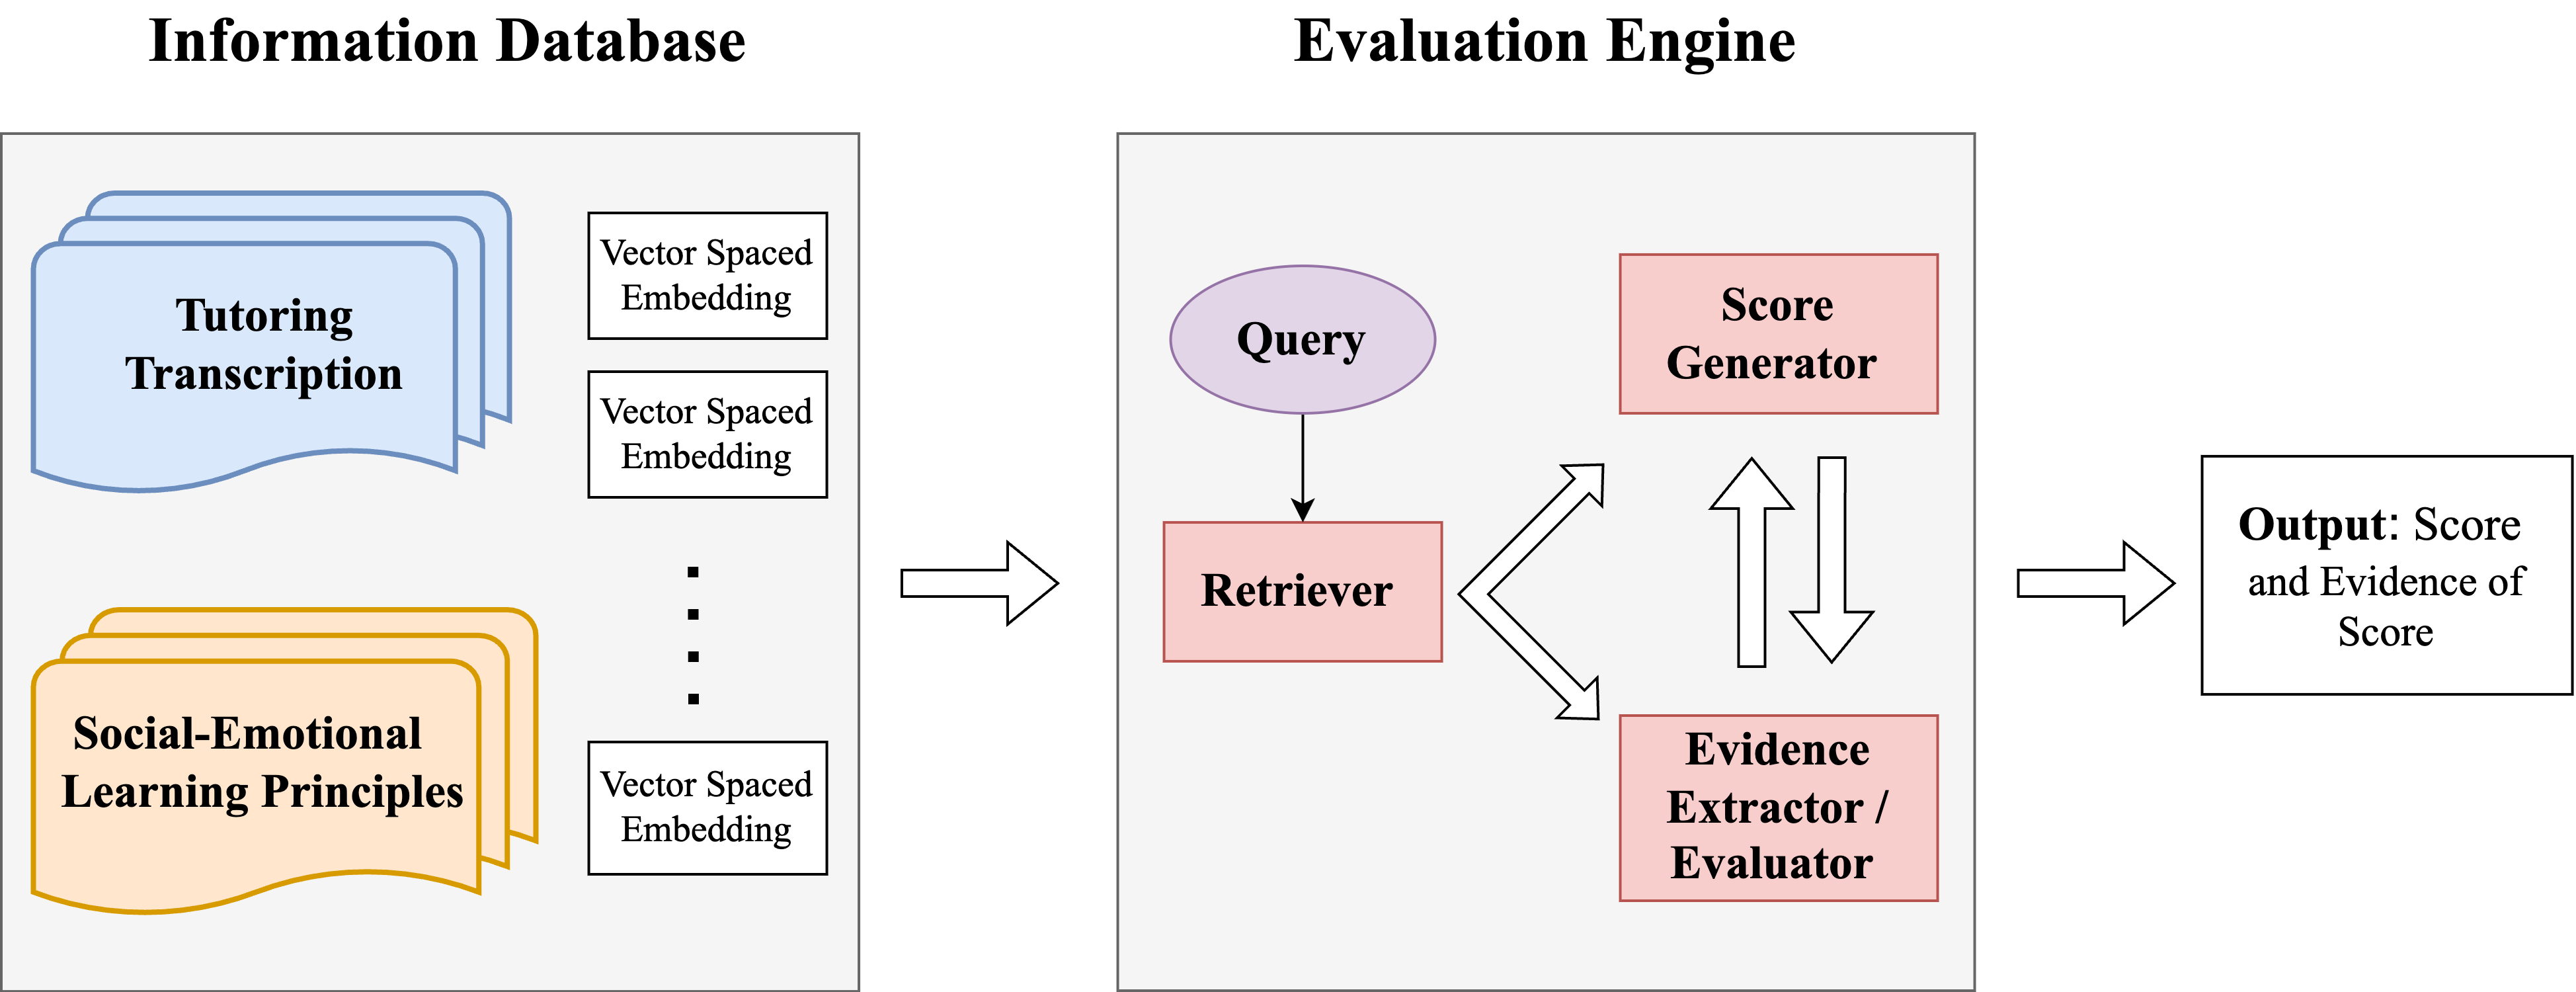 Information Database
Evaluation Engine
Tutoring
Transcription
Social-Emotional
Learning Principles
Vector Spaced
Embedding
Vector Spaced
Embedding
Vector Spaced
Embedding
Query
Retriever
Score
Generator
Evidence
Extractor /
Evaluator
Output: Score
and Evidence of
Score